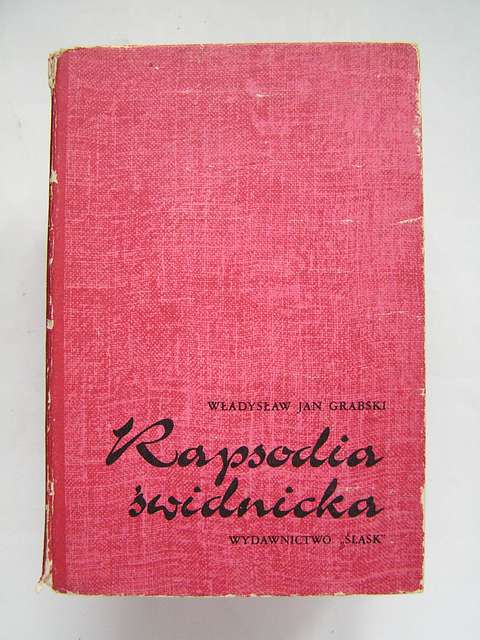 WŁADYSŁAW JAN GRABSKI
Rapsodia
świdnicka
WYDAWNICTWO „ŚLĄSK"